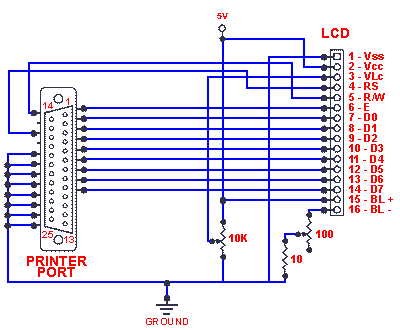 5V
LCD
1 - Vss
2 - Vcc
3 - VLc
4 - RS
5 - R/W
6 - E
7 - D0
8 - D1
9 - D2
10 - D3
11 - D4
12 - D5
13 - D6
14 - D7
15 - BL +
16 - BL -
14
1
25
13
PRINTER
PORT
10K
100
10
GROUND